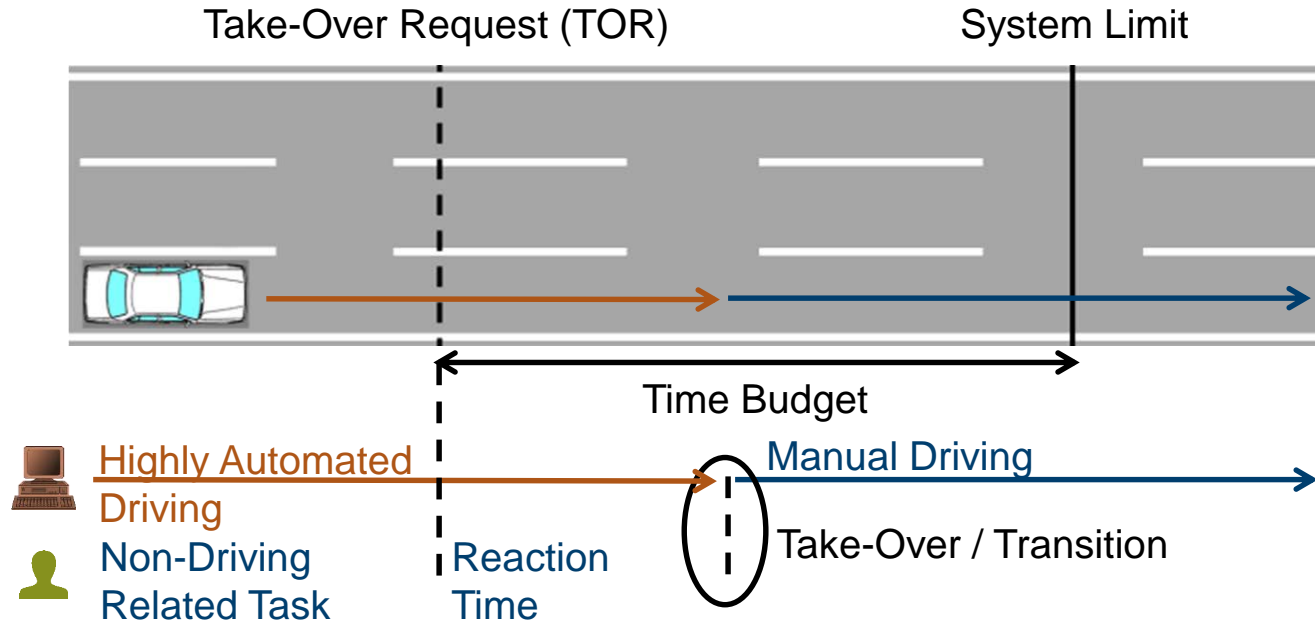 Take-Over Request (TOR)
System Limit
Time Budget
Highly Automated
Driving
Manual Driving
Take-Over / Transition
Non-Driving
Related Task
Reaction
Time